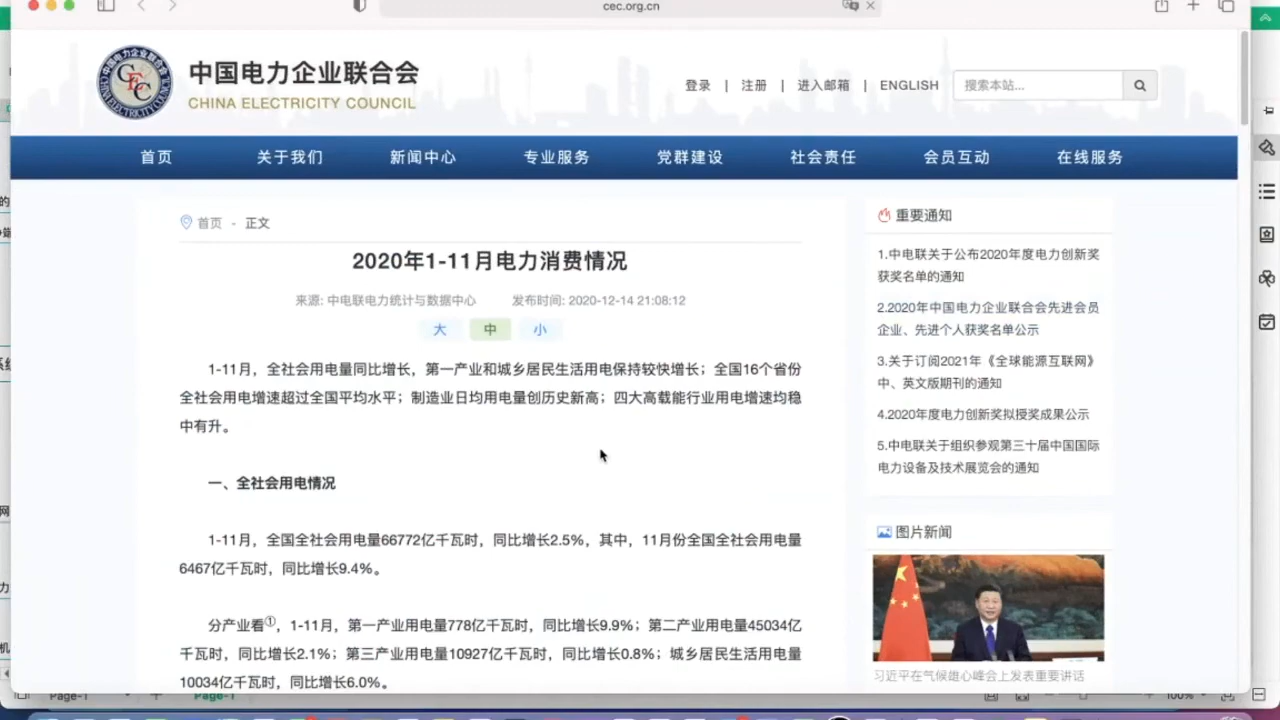 cec.org.cn
中国电力企业联合会
CHINA ELECTRICITY COUNCIL
登录 | 注册 | 进入邮箱 | ENGLISH
搜索本站...
首页 关于我们 新闻中心 专业服务 党群建设 社会责任 会员互动 在线服务
首页 - 正文
2020年1-11月电力消费情况
来源: 中电联电力统计与数据中心 发布时间: 2020-12-14 21:08:12
大 中 小
1-11月，全社会用电量同比增长，第一产业和城乡居民生活用电保持较快增长；全国16个省份
全社会用电增速超过全国平均水平；制造业日均用电量创历史新高；四大高载能行业用电增速均稳
中有升。
一、全社会用电情况
1-11月，全国全社会用电量66772亿千瓦时，同比增长2.5%，其中，11月份全国全社会用电量
6467亿千瓦时，同比增长9.4%。
分产业看①，1-11月，第一产业用电量778亿千瓦时，同比增长9.9%；第二产业用电量45034亿
千瓦时，同比增长2.1%；第三产业用电量10927亿千瓦时，同比增长0.8%；城乡居民生活用电量
10034亿千瓦时，同比增长6.0%。
重要通知
1.中电联关于公布2020年度电力创新奖
获奖名单的通知
2.2020年中国电力企业联合会先进会员
企业、先进个人获奖名单公示
3.关于订阅2021年《全球能源互联网》
中、英文版期刊的通知
4.2020年度电力创新奖拟授奖成果公示
5.中电联关于组织参观第三十届中国国际
电力设备及技术展览会的通知
图片新闻
习近平在气候雄心峰会上发表重要讲话
Page-1 Page-1 100%